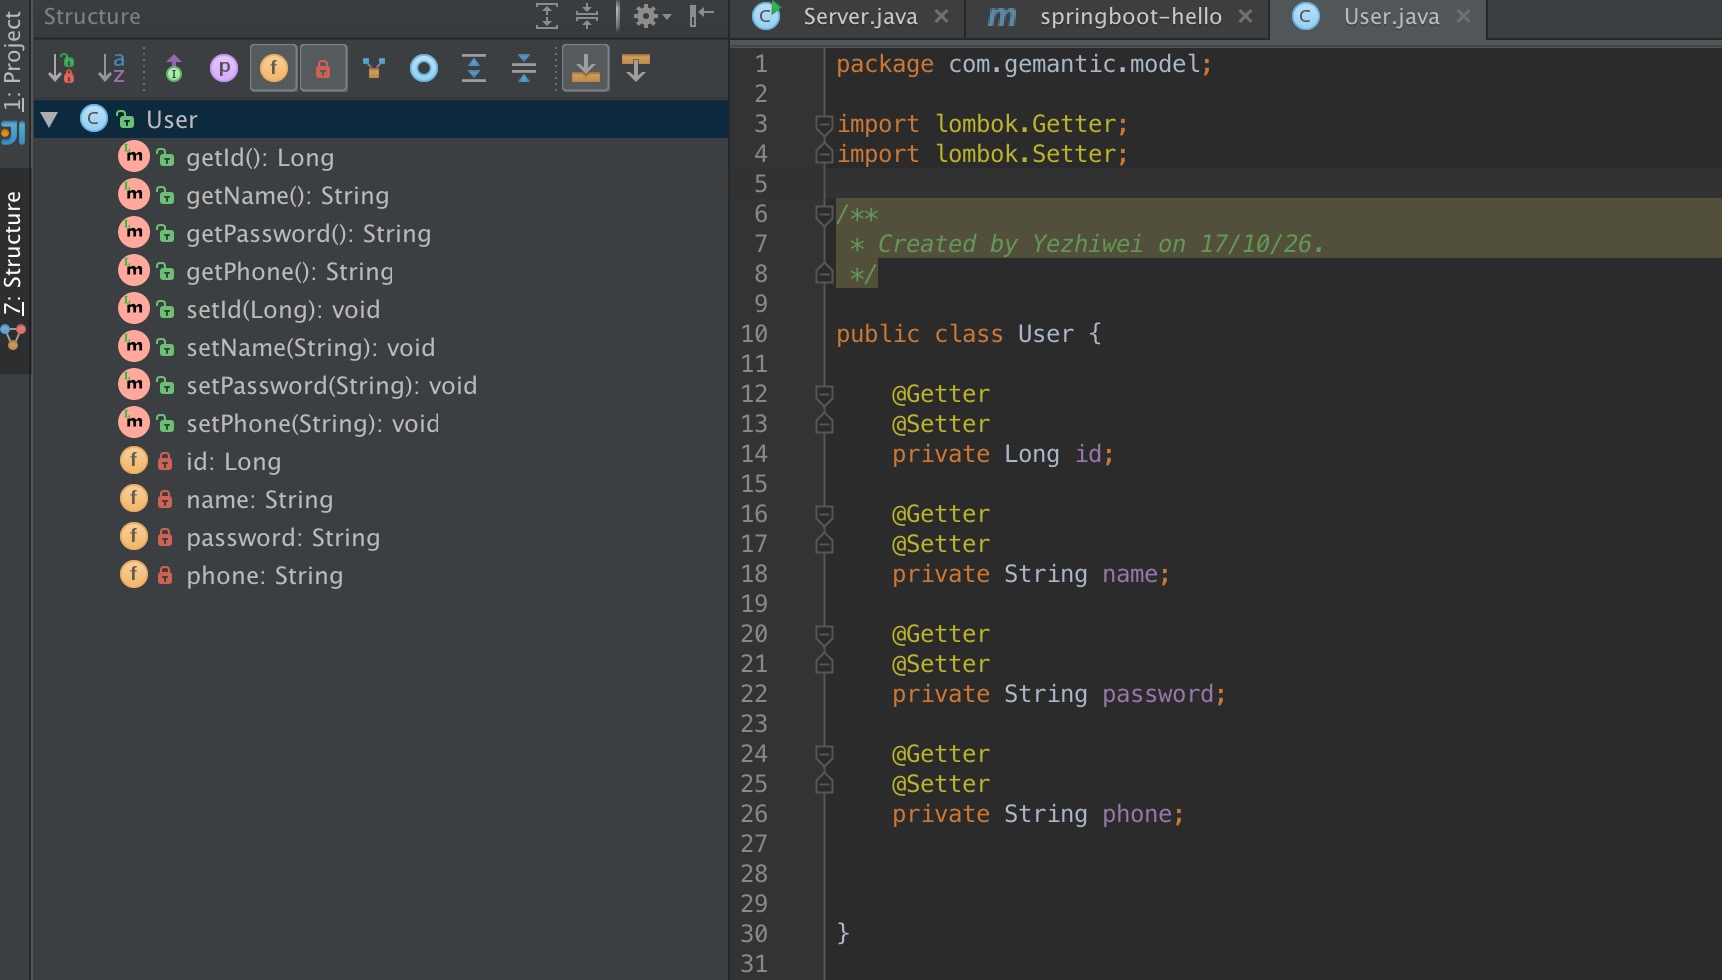 1: Project
7: Structure
Structure
User
getId(): Long
getName(): String
getPassword(): String
getPhone(): String
setId(Long): void
setName(String): void
setPassword(String): void
setPhone(String): void
id: Long
name: String
password: String
phone: String
Server.java
springboot-hello
User.java
1 package com.gemantic.model;
2
3 import lombok.Getter;
4 import lombok.Setter;
5
6 /**
7 * Created by Yezhiwei on 17/10/26.
8 */
9
10 public class User {
11
12 @Getter
13 @Setter
14 private Long id;
15
16 @Getter
17 @Setter
18 private String name;
19
20 @Getter
21 @Setter
22 private String password;
23
24 @Getter
25 @Setter
26 private String phone;
27
28
29
30 }
31